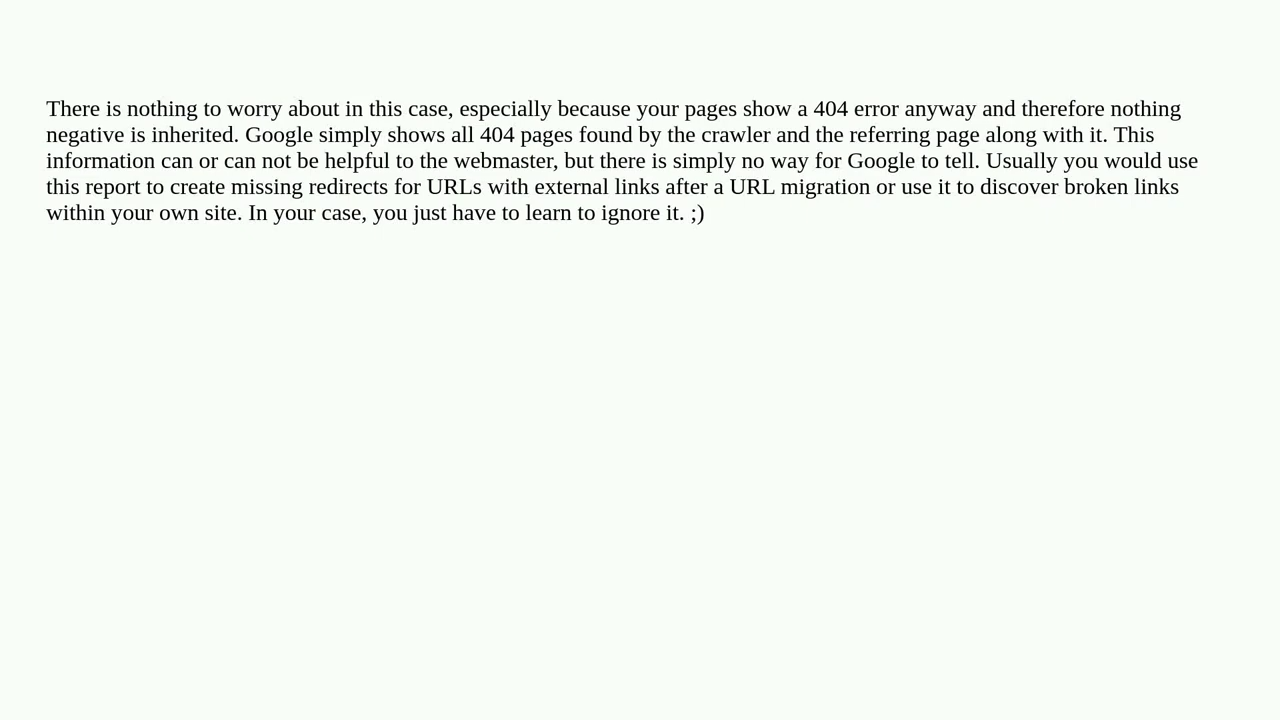 There is nothing to worry about in this case, especially because your pages show a 404 error anyway and therefore nothing
negative is inherited. Google simply shows all 404 pages found by the crawler and the referring page along with it. This
information can or can not be helpful to the webmaster, but there is simply no way for Google to tell. Usually you would use
this report to create missing redirects for URLs with external links after a URL migration or use it to discover broken links
within your own site. In your case, you just have to learn to ignore it. ;)